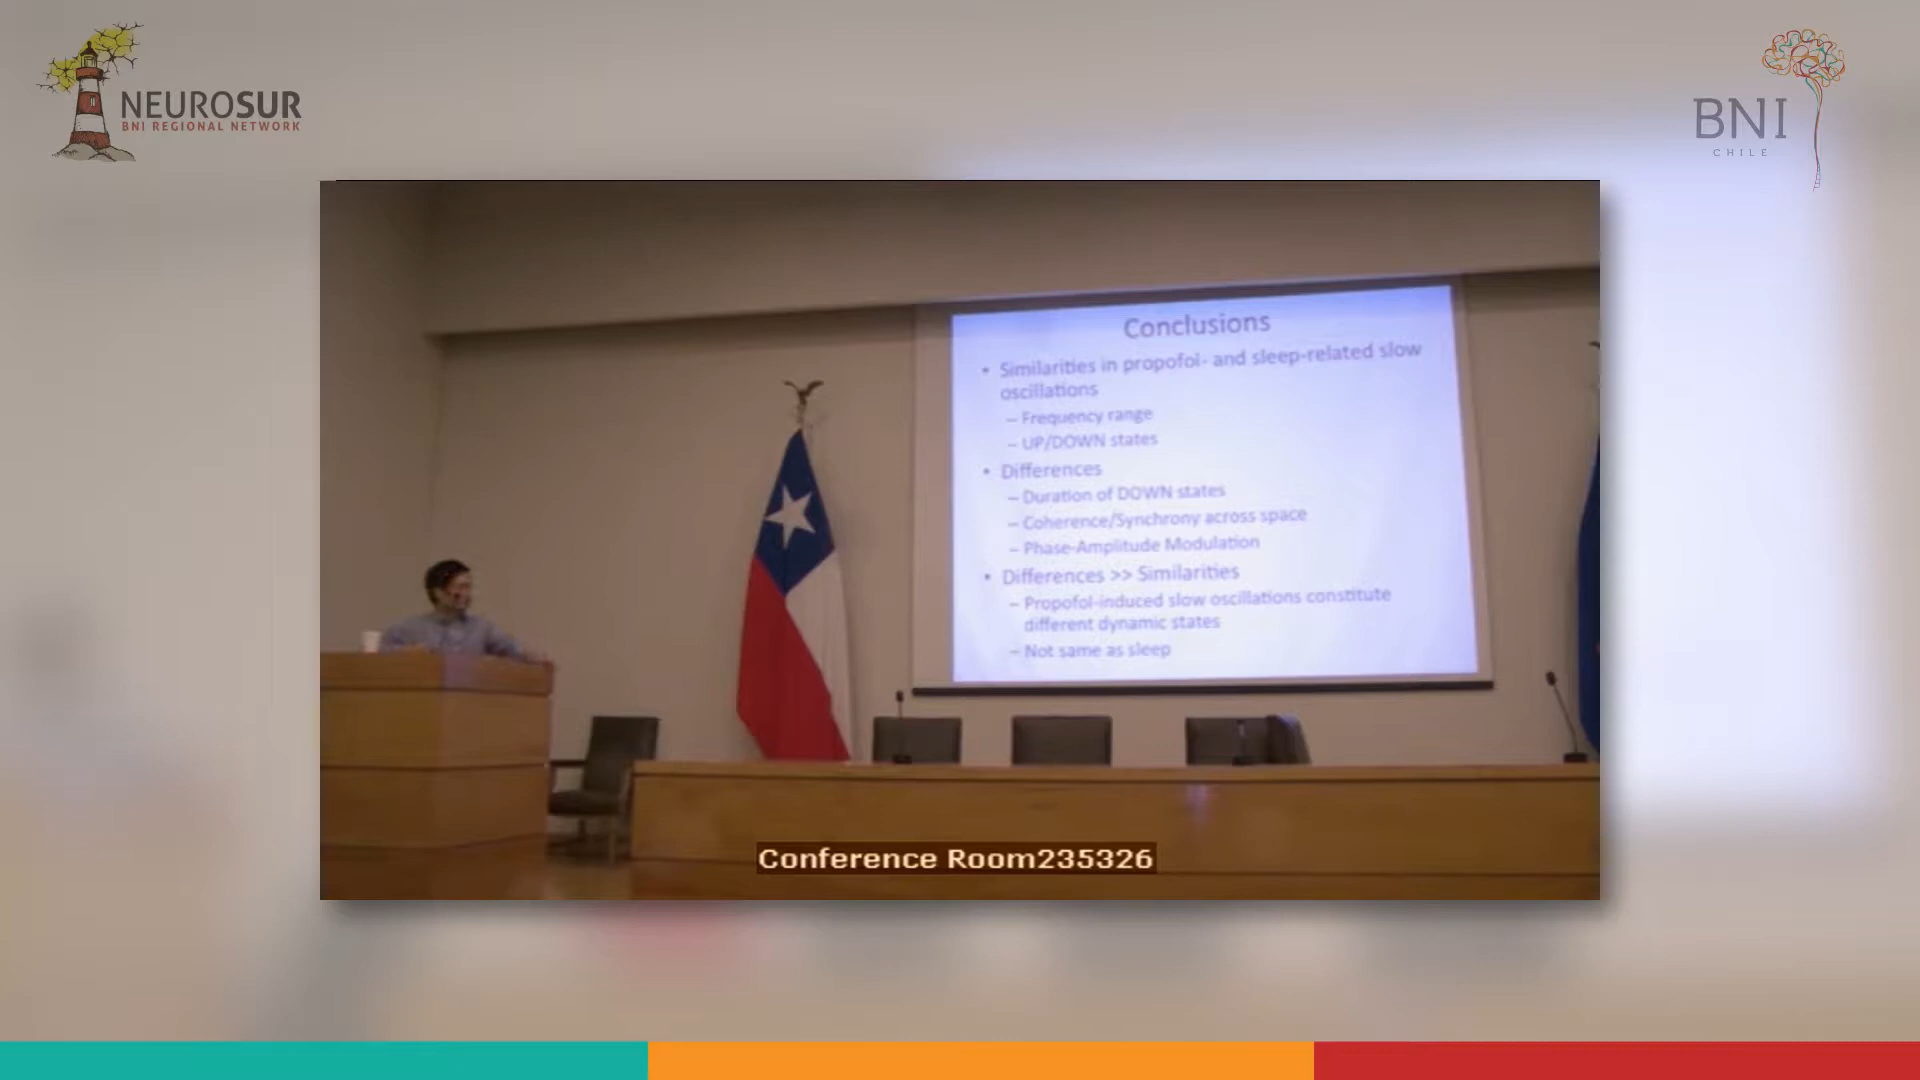 NEUROSUR
BNI REGIONAL NETWORK
BNI
CHILE
Conclusions
• Similarities in propofol- and sleep-related slow
oscillations
– Frequency range
– UP/DOWN states
• Differences
– Duration of DOWN states
– Coherence/Synchrony across space
– Phase-Amplitude Modulation
• Differences >> Similarities
– Propofol-induced slow oscillations constitute
different dynamic states
– Not same as sleep
Conference Room235326